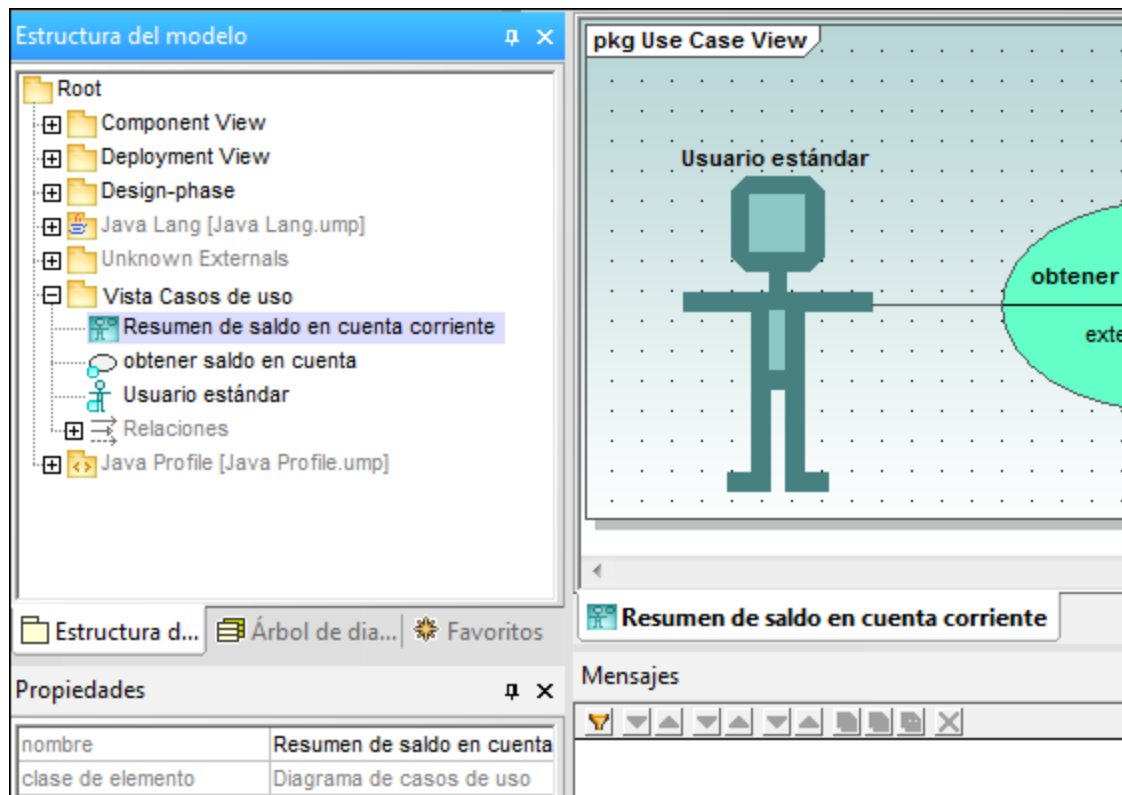 Estructura del modelo
Root
Component View
Deployment View
Design-phase
Java Lang [Java Lang.ump]
Unknown Externals
Vista Casos de uso
Resumen de saldo en cuenta corriente
obtener saldo en cuenta
Usuario estándar
Relaciones
Java Profile [Java Profile.ump]
Estructura d... Árbol de dia... Favoritos
Propiedades
nombre Resumen de saldo en cuenta
clase de elemento Diagrama de casos de uso
pkg Use Case View
Usuario estándar
obtener
exte
Resumen de saldo en cuenta corriente
Mensajes